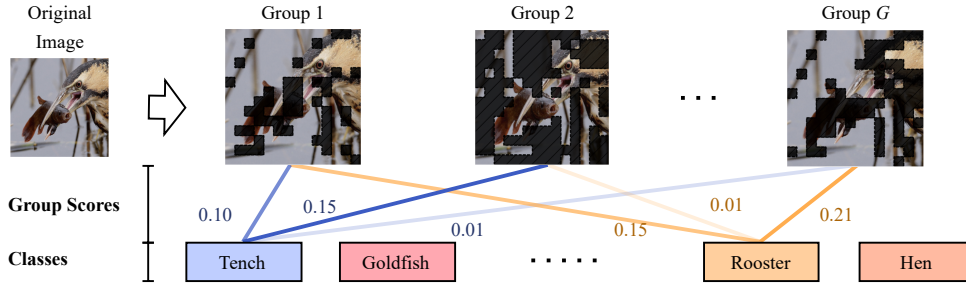 Original
Image
Group 1
Group 2
Group G
. . .
Group Scores
0.10
0.15
0.01
0.15
0.01
0.21
Classes
Tench
Goldfish
. . . . .
Rooster
Hen